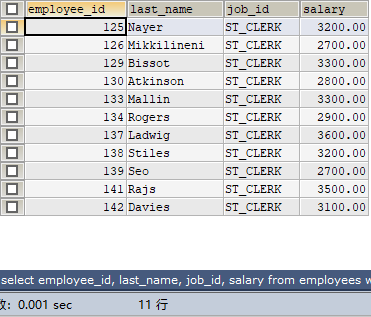 employee_id last_name job_id salary
125 Nayer ST_CLERK 3200.00
126 Mikkilineni ST_CLERK 2700.00
129 Bissot ST_CLERK 3300.00
130 Atkinson ST_CLERK 2800.00
133 Mallin ST_CLERK 3300.00
134 Rogers ST_CLERK 2900.00
137 Ladwig ST_CLERK 3600.00
138 Stiles ST_CLERK 3200.00
139 Seo ST_CLERK 2700.00
141 Rajs ST_CLERK 3500.00
142 Davies ST_CLERK 3100.00
select employee_id, last_name, job_id, salary from employees w
: 0.001 sec 11 行